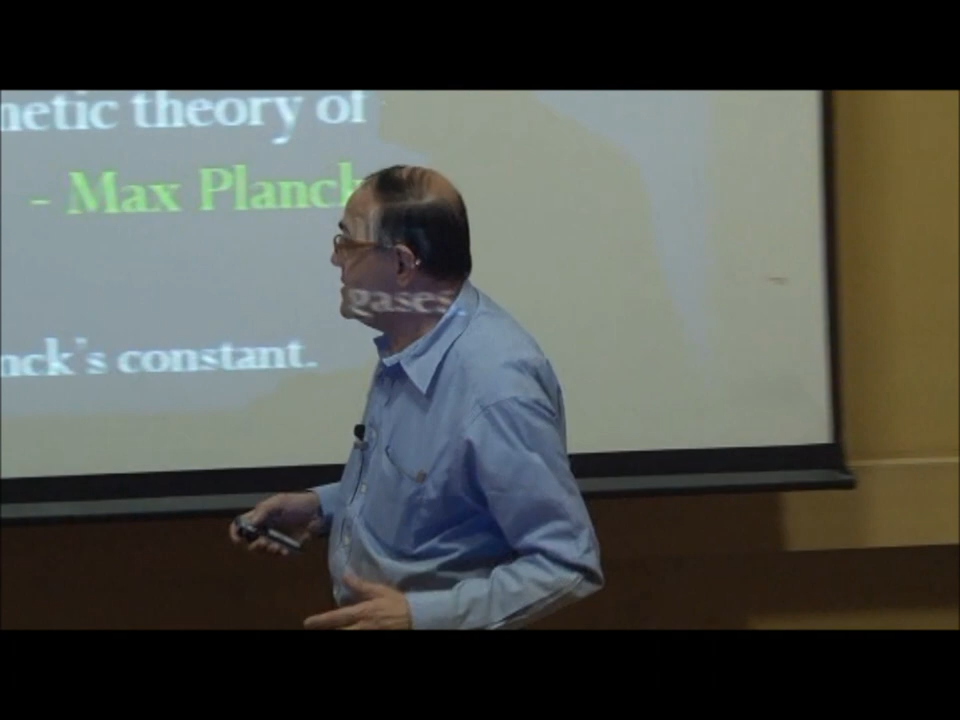 netic theory of
- Max Planck
gases
nck's constant.